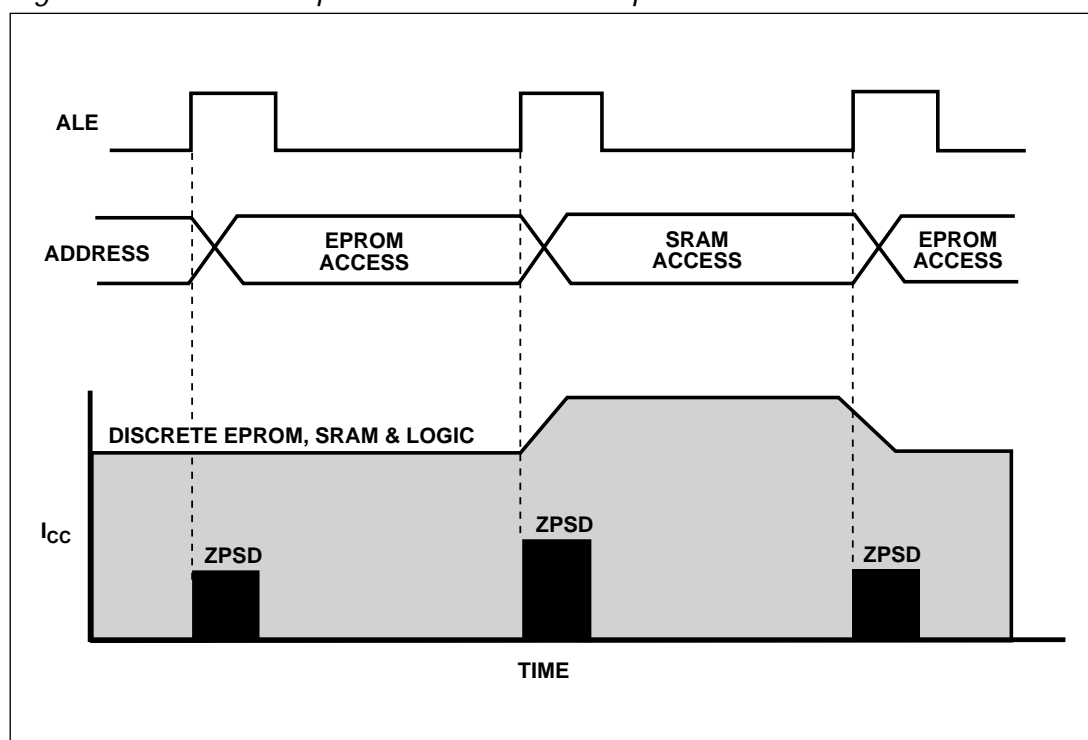 ALE
ADDRESS
EPROM
ACCESS
SRAM
ACCESS
EPROM
ACCESS
DISCRETE EPROM, SRAM & LOGIC
ICC
ZPSD
ZPSD
ZPSD
TIME